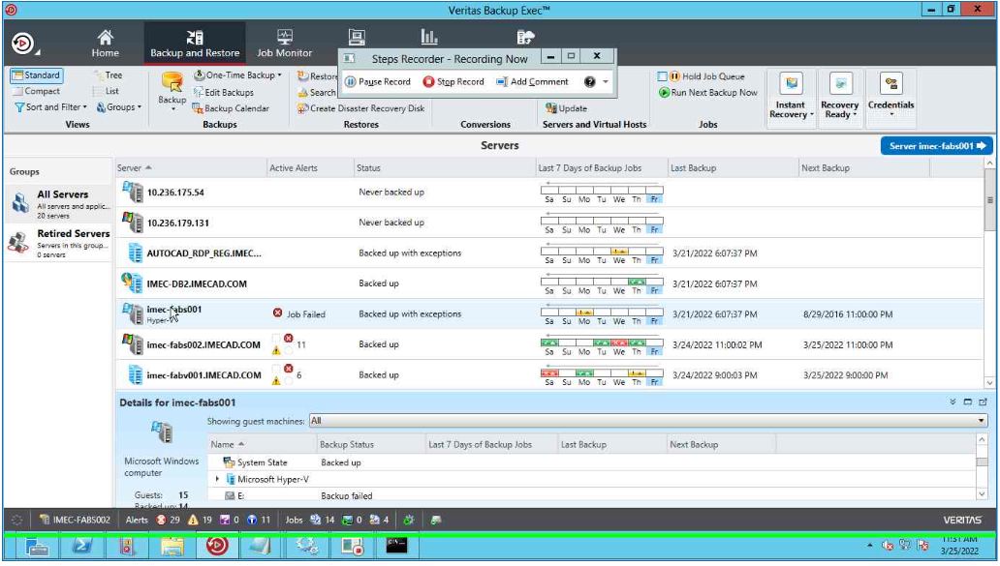 Veritas Backup Exec™
Home
Backup and Restore
Job Monitor
Steps Recorder - Recording Now
Pause Record
Stop Record
Add Comment
Standard
Compact
Sort and Filter
Tree
List
Groups
Views
Backup
One-Time Backup
Edit Backups
Backup Calendar
Backups
Restore
Search
Create Disaster Recovery Disk
Restores
Conversions
Update
Servers and Virtual Hosts
Hold Job Queue
Run Next Backup Now
Jobs
Instant Recovery
Recovery Ready
Credentials
Servers
Server imec-fabs001
Groups
All Servers
All servers and applic...
20 servers
Retired Servers
Servers in this group...
0 servers
Server Active Alerts Status Last 7 Days of Backup Jobs Last Backup Next Backup
10.236.175.54 Never backed up Sa Su Mo Tu We Th Fr
10.236.179.131 Never backed up Sa Su Mo Tu We Th Fr
AUTOCAD_RDP_REG.IMEC... Backed up with exceptions Sa Su Mo Tu We Th Fr 3/21/2022 6:07:37 PM
IMEC-DB2.IMECAD.COM Backed up Sa Su Mo Tu We Th Fr 3/21/2022 6:07:37 PM
imec-fabs001 Job Failed Backed up with exceptions Sa Su Mo Tu We Th Fr 3/21/2022 6:07:37 PM 8/29/2016 11:00:00 PM
Hyper-V
imec-fabs002.IMECAD.COM 11 Backed up Sa Su Mo Tu We Th Fr 3/24/2022 11:00:02 PM 3/25/2022 11:00:00 PM
imec-fabv001.IMECAD.COM 6 Backed up Sa Su Mo Tu We Th Fr 3/24/2022 9:00:03 PM 3/25/2022 9:00:00 PM
Details for imec-fabs001
Showing guest machines: All
Microsoft Windows
computer
Guests: 15
Backed up: 14
Name Backup Status Last 7 Days of Backup Jobs Last Backup Next Backup
System State Backed up
Microsoft Hyper-V
E: Backup failed
IMEC-FABS002 Alerts 29 19 0 11 Jobs 14 0 4 VERITAS
11:31 AM
3/25/2022